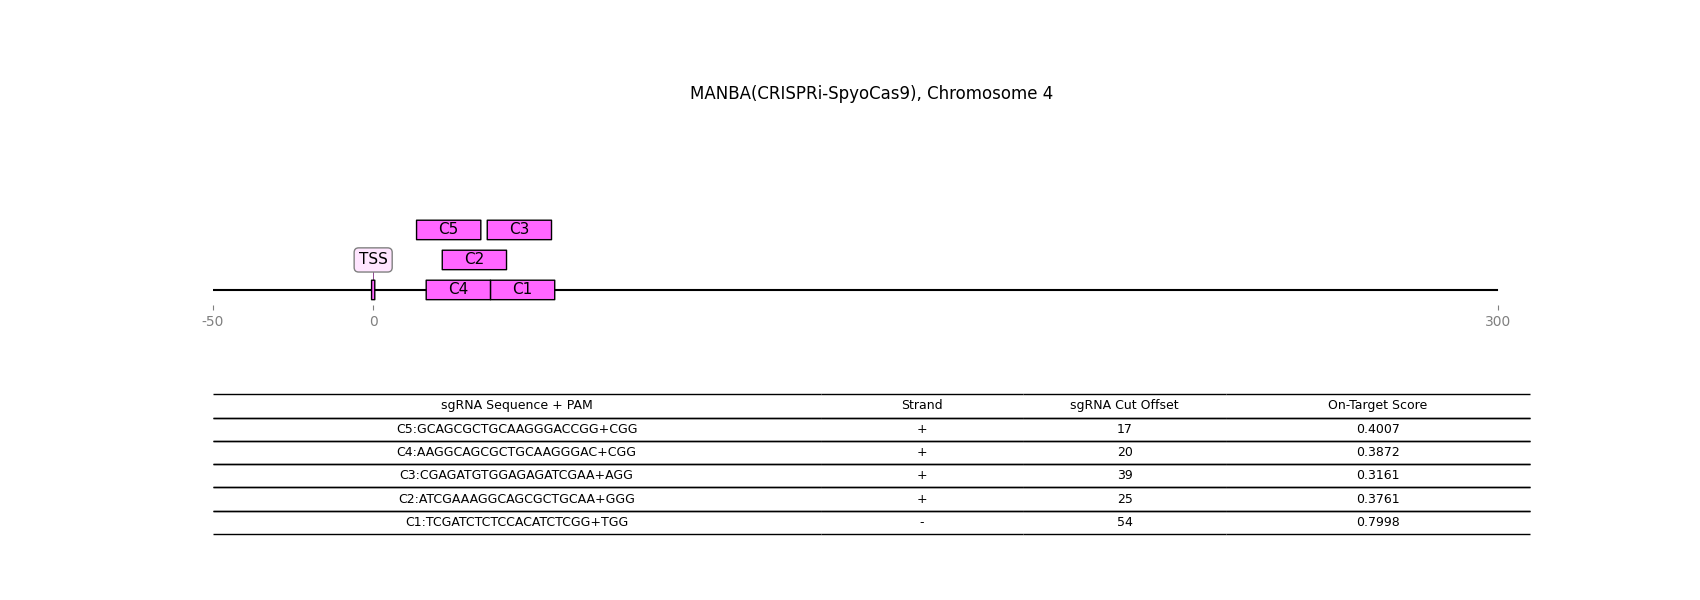 MANBA(CRISPRi-SpyoCas9), Chromosome 4
C5 C3
TSS C2
C4 C1
-50 0 300
sgRNA Sequence + PAM Strand sgRNA Cut Offset On-Target Score
C5:GCAGCGCTGCAAGGGACCGG+CGG + 17 0.4007
C4:AAGGCAGCGCTGCAAGGGAC+CGG + 20 0.3872
C3:CGAGATGTGGAGAGATCGAA+AGG + 39 0.3161
C2:ATCGAAAGGCAGCGCTGCAA+GGG + 25 0.3761
C1:TCGATCTCTCCACATCTCGG+TGG - 54 0.7998